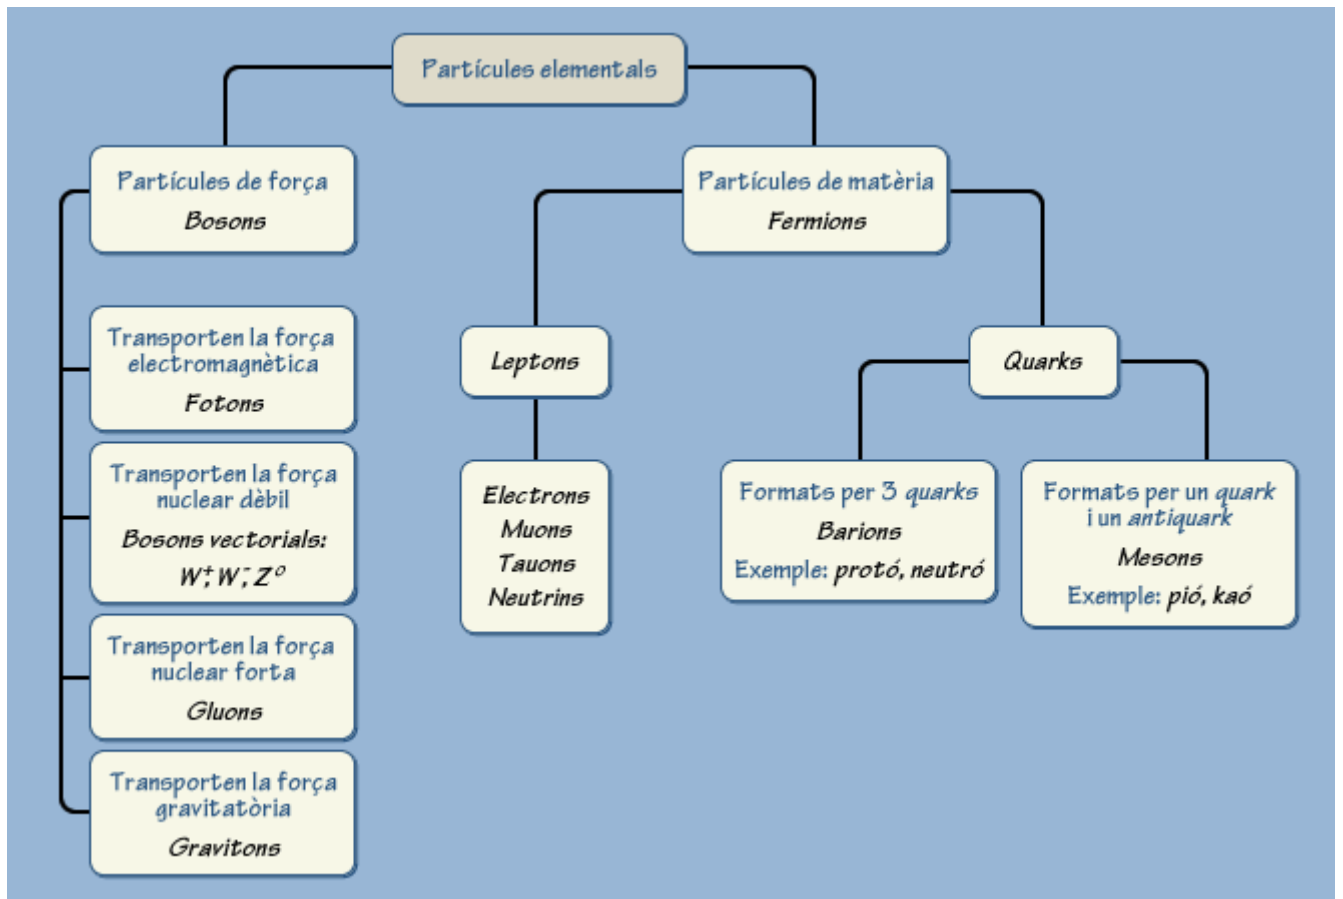 Partícules elementals
Partícules de força
Bosons
Transporten la força
electromagnètica
Fotons
Transporten la força
nuclear dèbil
Bosons vectorials:
W⁺, W⁻, Z⁰
Transporten la força
nuclear forta
Gluons
Transporten la força
gravitatòria
Gravitons
Partícules de matèria
Fermions
Leptons
Electrons
Muons
Tauons
Neutrins
Quarks
Formats per 3 quarks
Barions
Exemple: protó, neutró
Formats per un quark
i un antiquark
Mesons
Exemple: pió, kaó